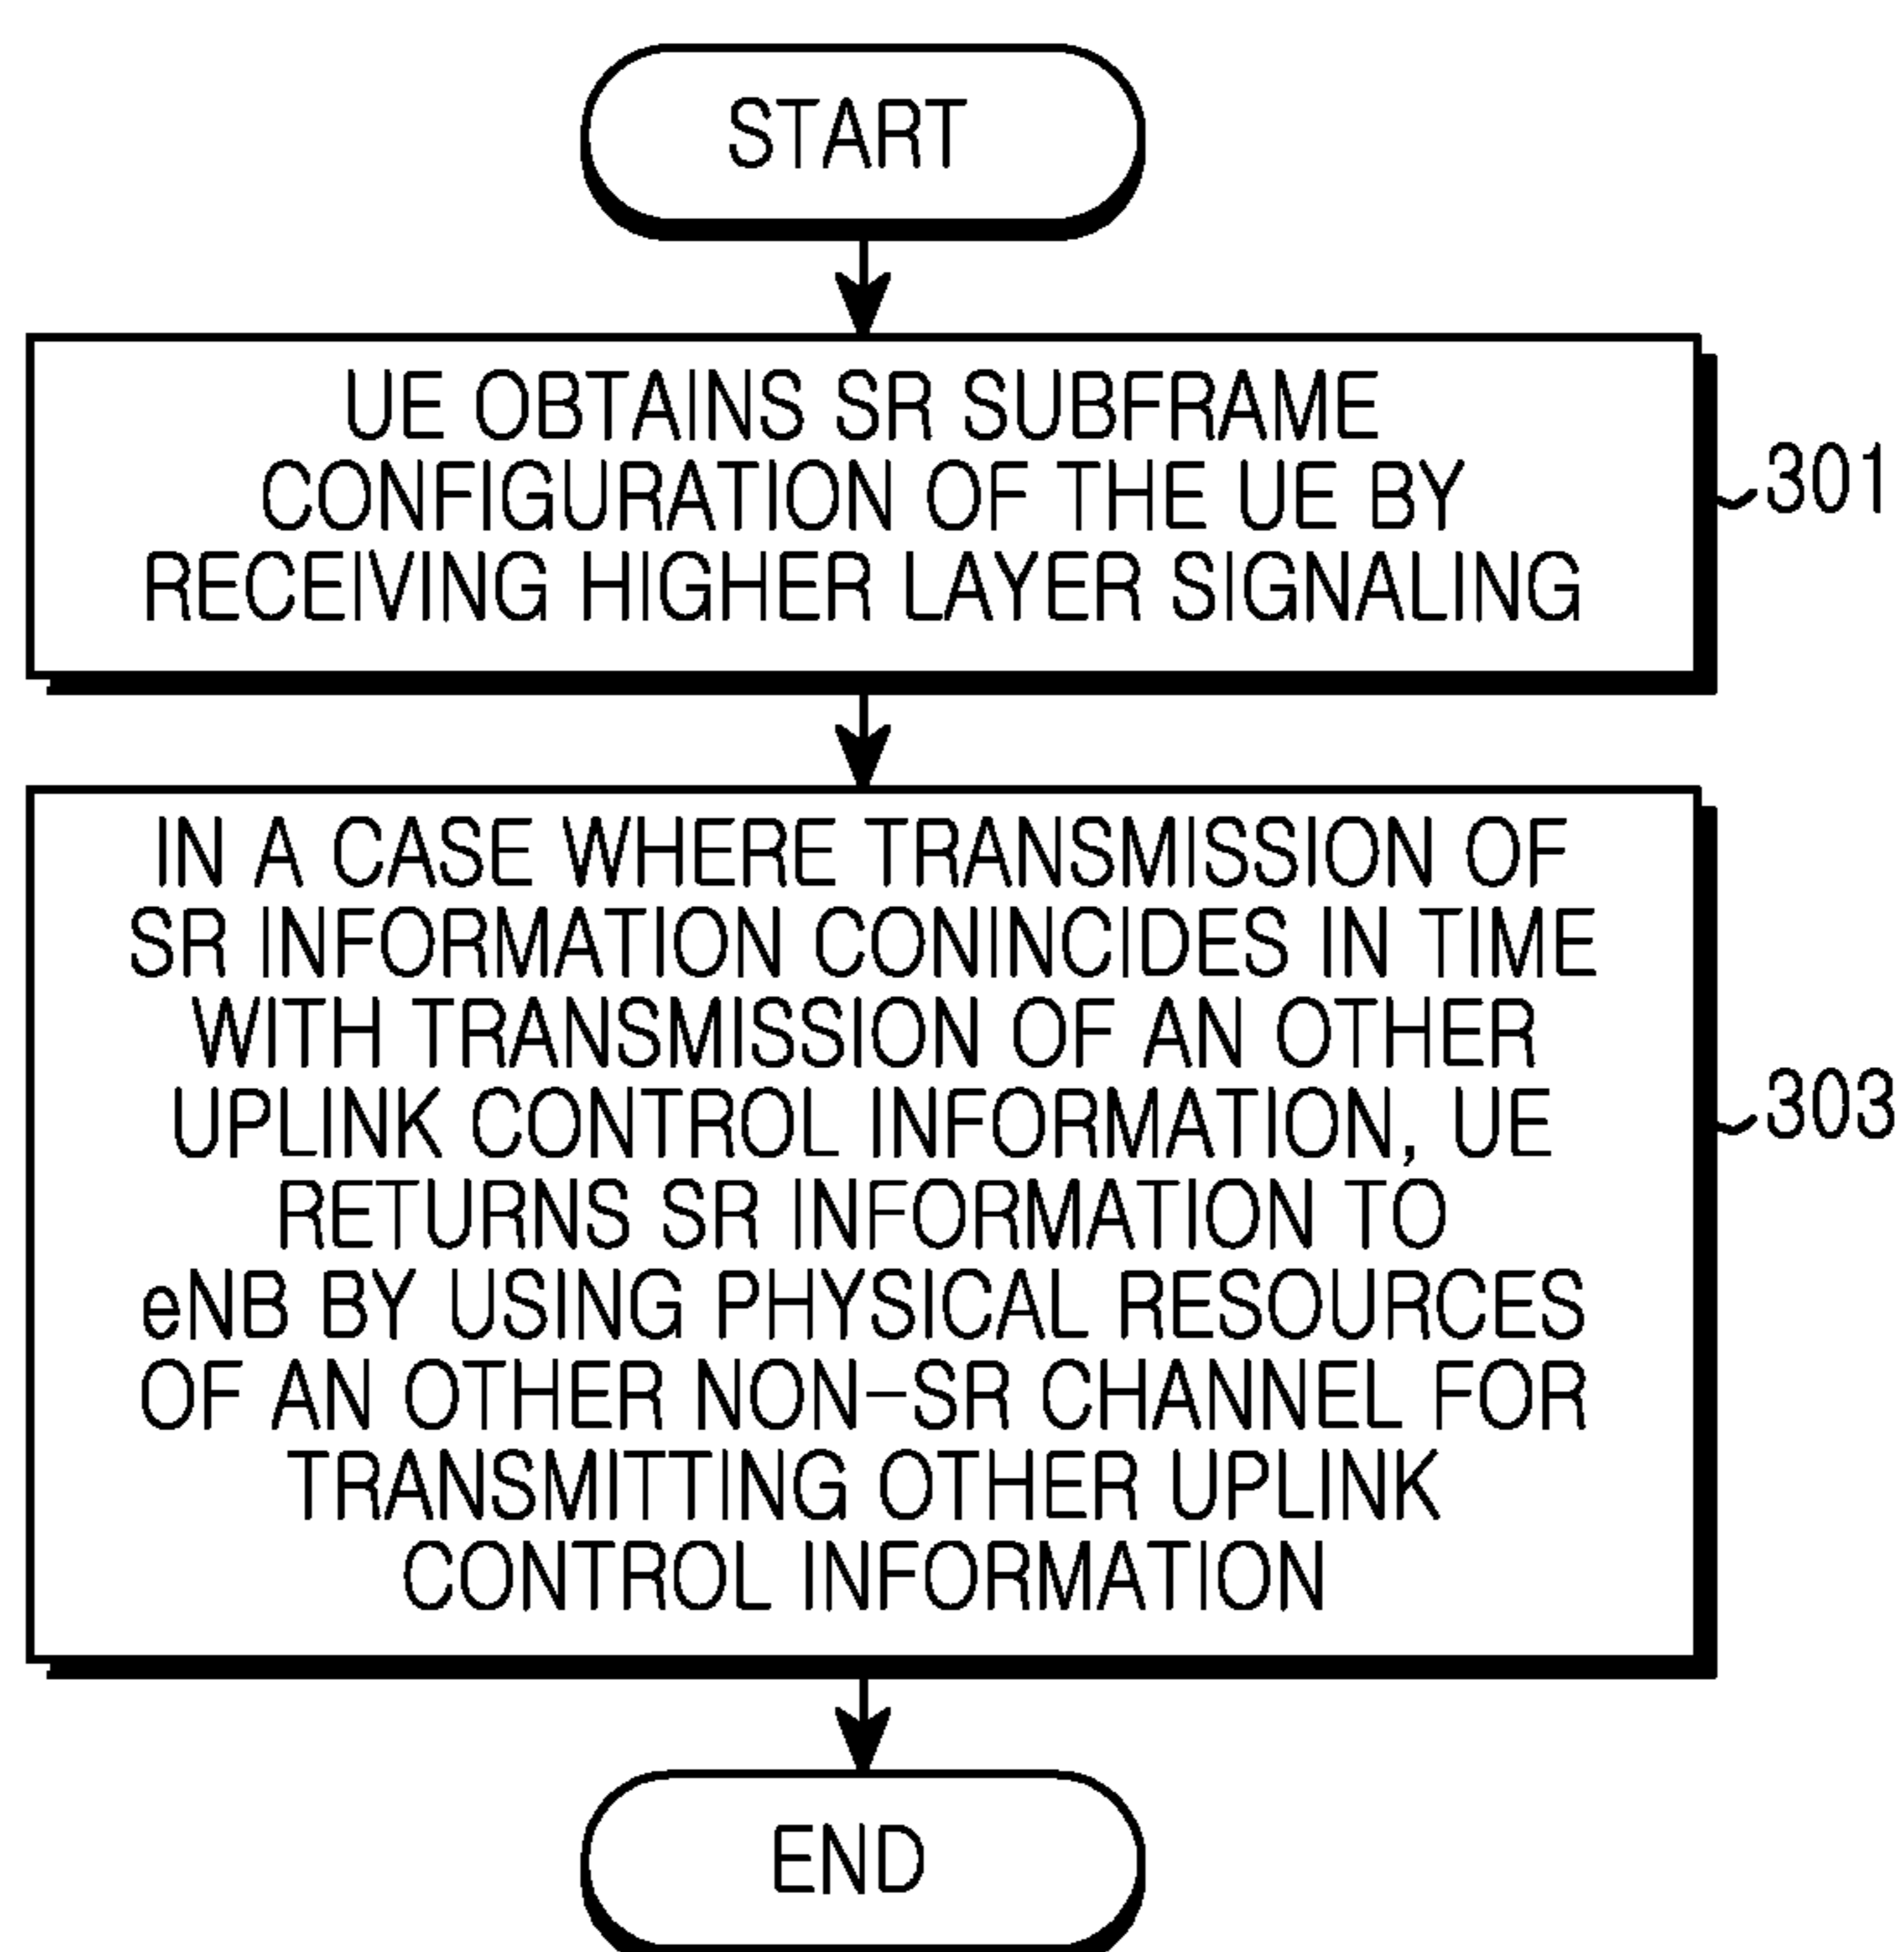 START
UE OBTAINS SR SUBFRAME
CONFIGURATION OF THE UE BY
RECEIVING HIGHER LAYER SIGNALING
301
IN A CASE WHERE TRANSMISSION OF
SR INFORMATION CONINCIDES IN TIME
WITH TRANSMISSION OF AN OTHER
UPLINK CONTROL INFORMATION, UE
RETURNS SR INFORMATION TO
eNB BY USING PHYSICAL RESOURCES
OF AN OTHER NON-SR CHANNEL FOR
TRANSMITTING OTHER UPLINK
CONTROL INFORMATION
303
END